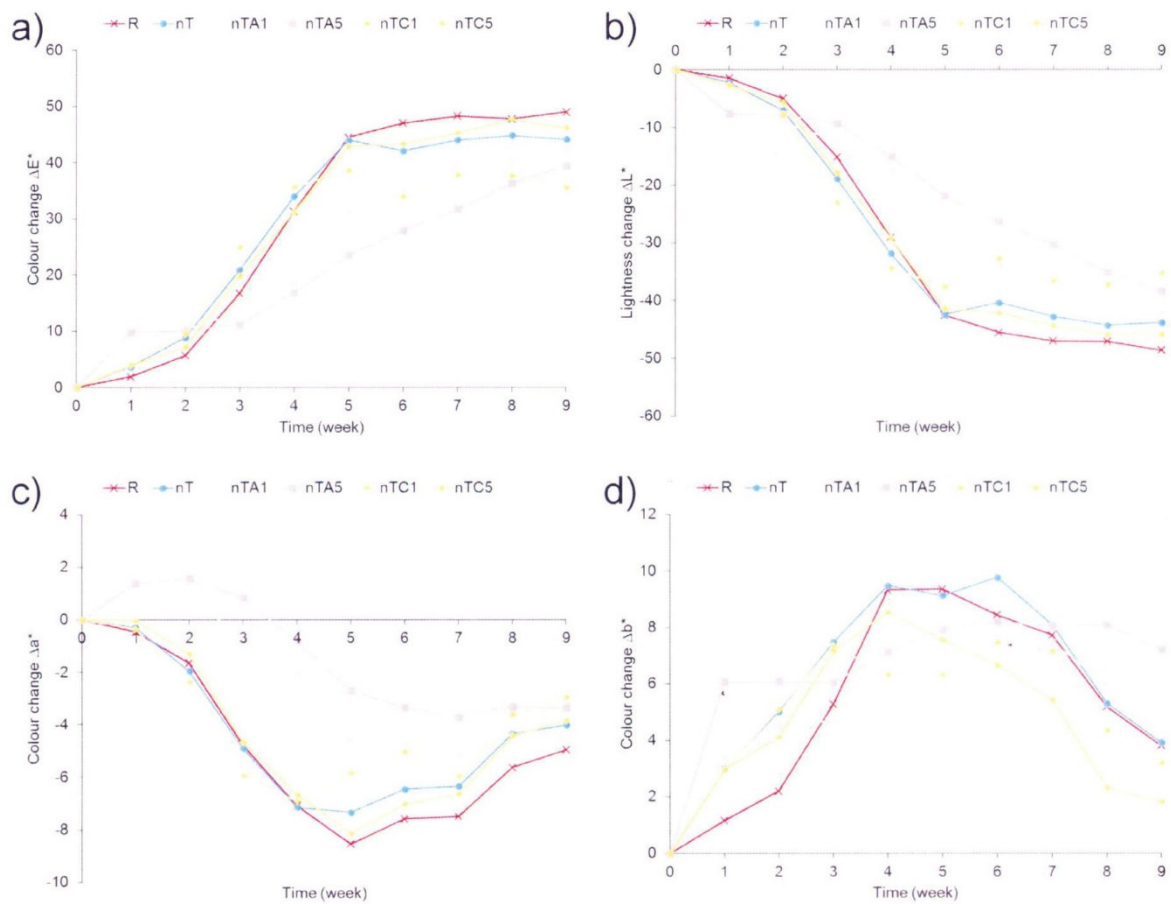 a)
R nT nTA1 nTA5 nTC1 nTC5
60
50
40
30
20
10
0
0 1 2 3 4 5 6 7 8 9
Colour change ΔE*
Time (week)
b)
R nT nTA1 nTA5 nTC1 nTC5
0 1 2 3 4 5 6 7 8 9
0
-10
-20
-30
-40
-50
-60
Lightness change ΔL*
Time (week)
c)
R nT nTA1 nTA5 nTC1 nTC5
4
2
0
-2
-4
-6
-8
-10
0 1 2 3 4 5 6 7 8 9
Colour change Δa*
Time (week)
d)
R nT nTA1 nTA5 nTC1 nTC5
12
10
8
6
4
2
0
0 1 2 3 4 5 6 7 8 9
Colour change Δb*
Time (week)